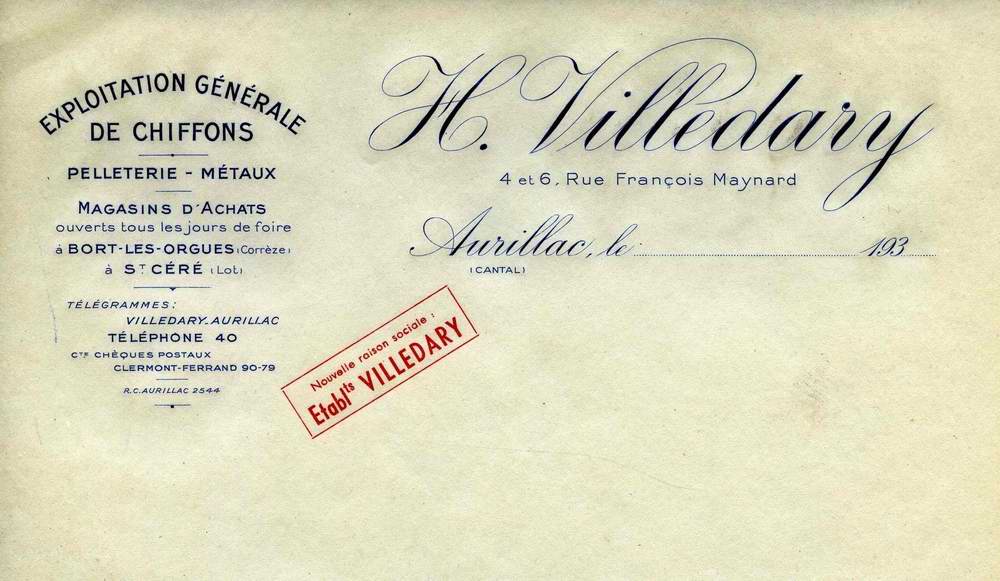 EXPLOITATION GÉNÉRALE
DE CHIFFONS
PELLETERIE - MÉTAUX
MAGASINS D'ACHATS
ouverts tous les jours de foire
à BORT-LES-ORGUES (Corrèze)
à ST CÉRÉ (Lot)
TÉLÉGRAMMES:
VILLEDARY-AURILLAC
TÉLÉPHONE 40
CTE CHÈQUES POSTAUX
CLERMONT-FERRAND 90-79
R.C. AURILLAC 2544
H. Villedary
4 et 6, Rue François Maynard
Aurillac, le 193
(CANTAL)
Nouvelle raison sociale :
Etablts VILLEDARY